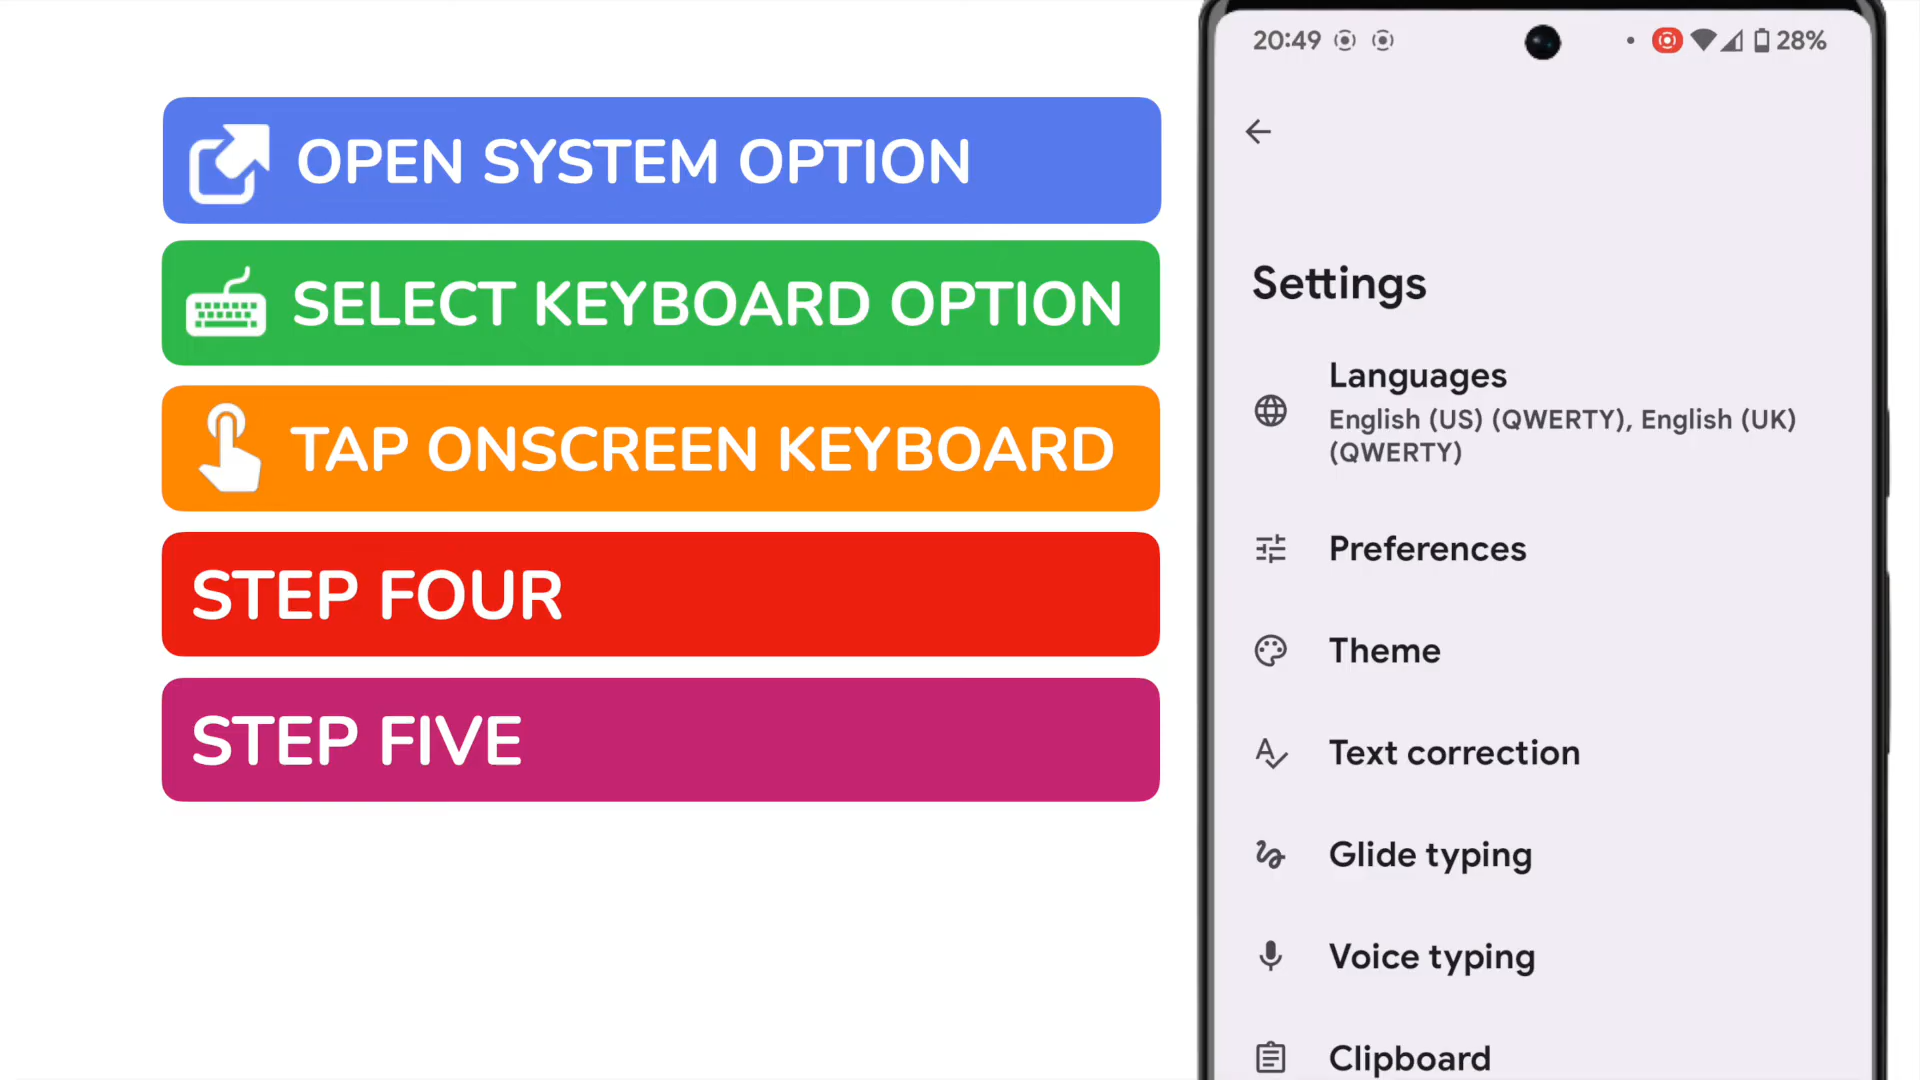 OPEN SYSTEM OPTION
SELECT KEYBOARD OPTION
TAP ONSCREEN KEYBOARD
STEP FOUR
STEP FIVE
20:49
28%
Settings
Languages
English (US) (QWERTY), English (UK)
(QWERTY)
Preferences
Theme
Text correction
Glide typing
Voice typing
Clipboard